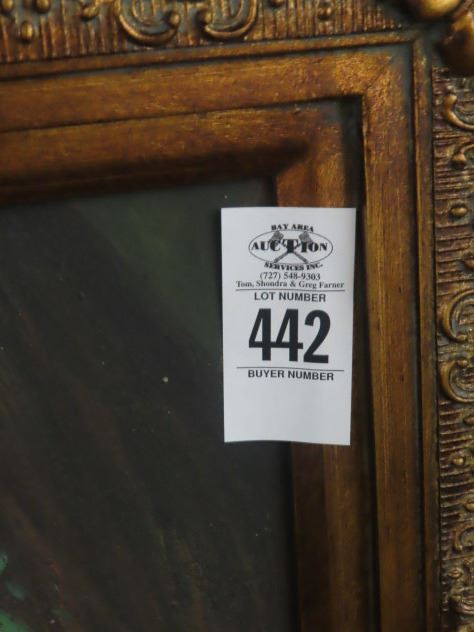 BAY AREA
AUCTION
SERVICES INC.
(727) 548-9303
Tom, Shondra & Greg Farner
LOT NUMBER
442
BUYER NUMBER